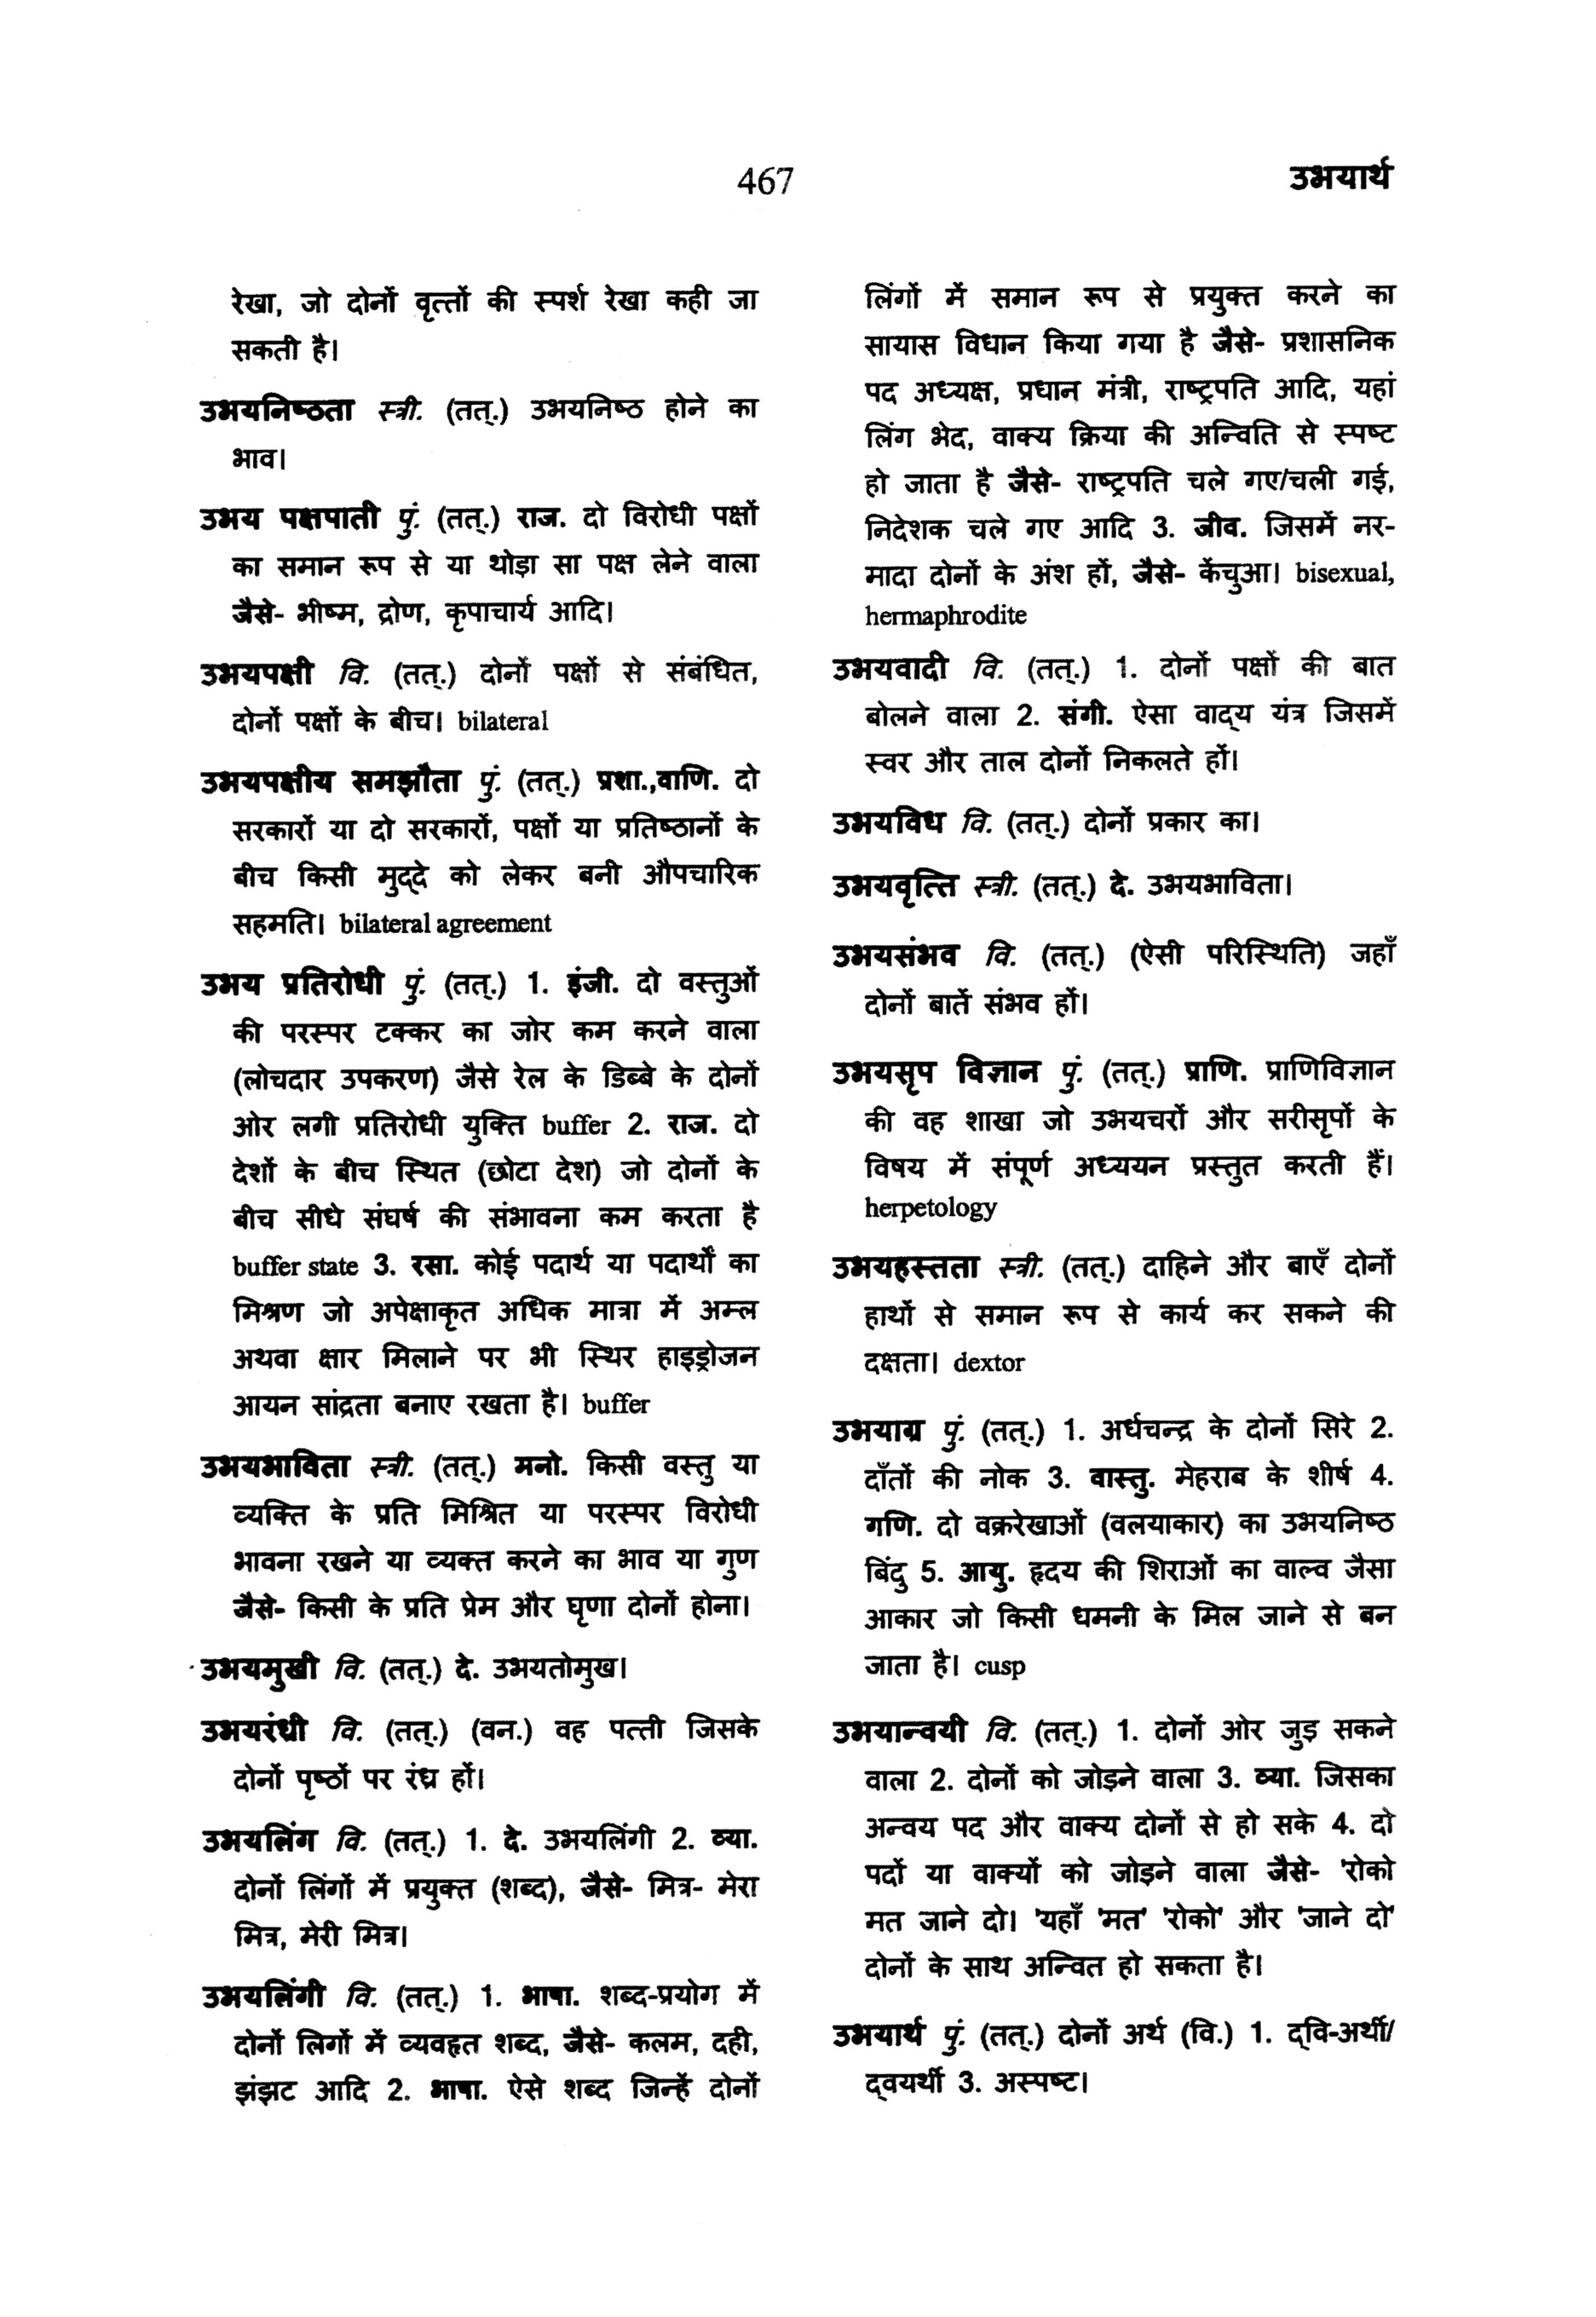 467
उभयार्थ
रेखा, जो दोनों वृत्तों की स्पर्श रेखा कही जा
सकती है।
उभयनिष्ठता स्त्री. (तत्.) उभयनिष्ठ होने का
भाव।
उभय पक्षपाती पुं. (तत्.) राज. दो विरोधी पक्षों
का समान रूप से या थोड़ा सा पक्ष लेने वाला
जैसे- भीष्म, द्रोण, कृपाचार्य आदि।
उभयपक्षी वि. (तत्.) दोनों पक्षों से संबंधित,
दोनों पक्षों के बीच। bilateral
उभयपक्षीय समझौता पुं. (तत्.) प्रशा.,वाणि. दो
सरकारों या दो सरकारों, पक्षों या प्रतिष्ठानों के
बीच किसी मुद्दे को लेकर बनी औपचारिक
सहमति। bilateral agreement
उभय प्रतिरोधी पुं. (तत्.) 1. इंजी. दो वस्तुओं
की परस्पर टक्कर का जोर कम करने वाला
(लोचदार उपकरण) जैसे रेल के डिब्बे के दोनों
ओर लगी प्रतिरोधी युक्ति buffer 2. राज. दो
देशों के बीच स्थित (छोटा देश) जो दोनों के
बीच सीधे संघर्ष की संभावना कम करता है
buffer state 3. रसा. कोई पदार्थ या पदार्थों का
मिश्रण जो अपेक्षाकृत अधिक मात्रा में अम्ल
अथवा क्षार मिलाने पर भी स्थिर हाइड्रोजन
आयन सांद्रता बनाए रखता है। buffer
उभयभाविता स्त्री. (तत्.) मनो. किसी वस्तु या
व्यक्ति के प्रति मिश्रित या परस्पर विरोधी
भावना रखने या व्यक्त करने का भाव या गुण
जैसे- किसी के प्रति प्रेम और घृणा दोनों होना।
उभयमुखी वि. (तत्.) दे. उभयतोमुख।
उभयरंध्री वि. (तत्.) (वन.) वह पत्ती जिसके
दोनों पृष्ठों पर रंध्र हों।
उभयलिंग वि. (तत्.) 1. दे. उभयलिंगी 2. व्या.
दोनों लिंगों में प्रयुक्त (शब्द), जैसे- मित्र- मेरा
मित्र, मेरी मित्र।
उभयलिंगी वि. (तत्.) 1. भाषा. शब्द-प्रयोग में
दोनों लिगों में व्यवहृत शब्द, जैसे- कलम, दही,
झंझट आदि 2. भाषा. ऐसे शब्द जिन्हें दोनों
लिंगों में समान रूप से प्रयुक्त करने का
सायास विधान किया गया है जैसे- प्रशासनिक
पद अध्यक्ष, प्रधान मंत्री, राष्ट्रपति आदि, यहां
लिंग भेद, वाक्य क्रिया की अन्विति से स्पष्ट
हो जाता है जैसे- राष्ट्रपति चले गए/चली गई,
निदेशक चले गए आदि 3. जीव. जिसमें नर-
मादा दोनों के अंश हों, जैसे- केंचुआ। bisexual,
hermaphrodite
उभयवादी वि. (तत्.) 1. दोनों पक्षों की बात
बोलने वाला 2. संगी. ऐसा वाद्य यंत्र जिसमें
स्वर और ताल दोनों निकलते हों।
उभयविध वि. (तत्.) दोनों प्रकार का।
उभयवृत्ति स्त्री. (तत्.) दे. उभयभाविता।
उभयसंभव वि. (तत्.) (ऐसी परिस्थिति) जहाँ
दोनों बातें संभव हों।
उभयसृप विज्ञान पुं. (तत्.) प्राणि. प्राणिविज्ञान
की वह शाखा जो उभयचरों और सरीसृपों के
विषय में संपूर्ण अध्ययन प्रस्तुत करती हैं।
herpetology
उभयहस्तता स्त्री. (तत्.) दाहिने और बाएँ दोनों
हाथों से समान रूप से कार्य कर सकने की
दक्षता। dextor
उभयाग्र पुं. (तत्.) 1. अर्धचन्द्र के दोनों सिरे 2.
दाँतों की नोक 3. वास्तु. मेहराब के शीर्ष 4.
गणि. दो वक्ररेखाओं (वलयाकार) का उभयनिष्ठ
बिंदु 5. आयु. हृदय की शिराओं का वाल्व जैसा
आकार जो किसी धमनी के मिल जाने से बन
जाता है। cusp
उभयान्वयी वि. (तत्.) 1. दोनों ओर जुड़ सकने
वाला 2. दोनों को जोड़ने वाला 3. व्या. जिसका
अन्वय पद और वाक्य दोनों से हो सके 4. दो
पदों या वाक्यों को जोड़ने वाला जैसे- 'रोको
मत जाने दो। 'यहाँ 'मत' 'रोको' और 'जाने दो'
दोनों के साथ अन्वित हो सकता है।
उभयार्थ पुं. (तत्.) दोनों अर्थ (वि.) 1. द्वि-अर्थी/
द्वयर्थी 3. अस्पष्ट।